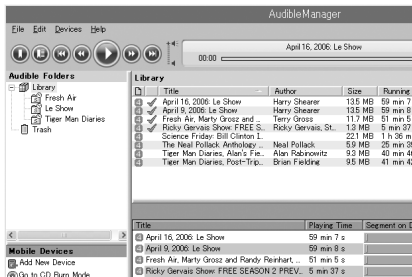 AudibleManager
File Edit Devices Help
April 16, 2006: Le Show
00:00
Audible Folders
Library
Fresh Air
Le Show
Tiger Man Diaries
Trash
Library
Title Author Size Running
April 16, 2006: Le Show Harry Shearer 13.5 MB 59 min 7
April 9, 2006: Le Show Harry Shearer 13.5 MB 59 min 8
Fresh Air, Marty Grosz and ... Terry Gross 11.7 MB 51 min 5
Ricky Gervais Show: FREE S... Ricky Gervais, St... 1.3 MB 5 min 37
Science Friday: Bill Clinton I... 22.1 MB 1 h 36 m
The Neal Pollack Anthology ... Neal Pollack 5.9 MB 25 min 35
Tiger Man Diaries, Alan's Fie... Alan Rabinowitz 9.3 MB 40 min 46
Tiger Man Diaries, Post-Trip... Brian Fielding 9.5 MB 41 min 42
Title Playing Time Segment on D
April 16, 2006: Le Show 59 min 7 s
April 9, 2006: Le Show 59 min 8 s
Fresh Air, Marty Grosz and Randy Reinhart, ... 51 min 5 s
Ricky Gervais Show: FREE SEASON 2 PREV... 5 min 37 s
Mobile Devices
Add New Device
Go to CD Burn Mode